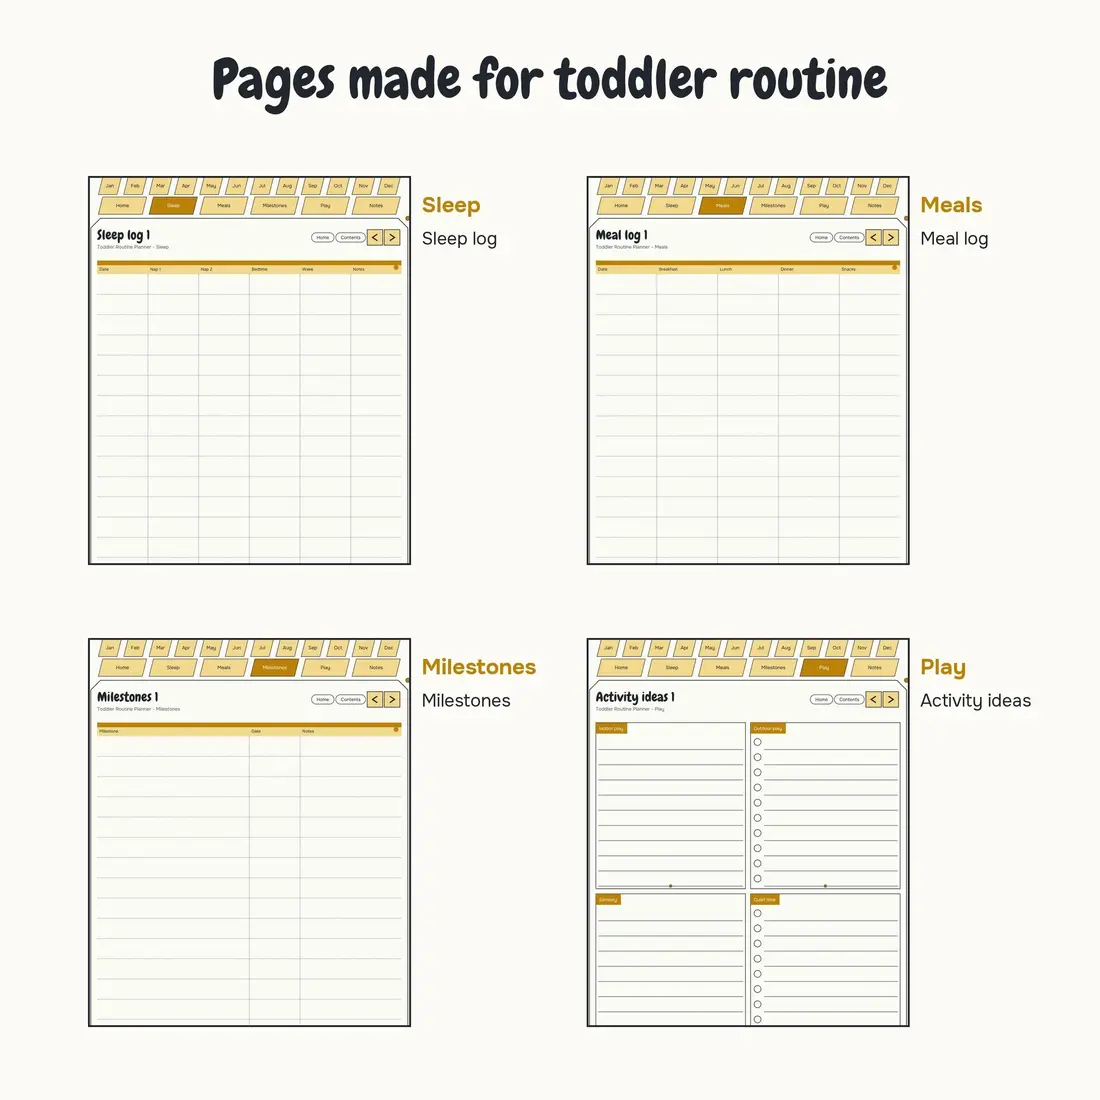 Pages made for toddler routine
Jan Feb Mar Apr May Jun Jul Aug Sep Oct Nov Dec
Home Sleep Meals Milestones Play Notes
Sleep log 1
Home Contents < >
Toddler Routine Planner - Sleep
Date Nap 1 Nap 2 Bedtime Wake Notes
Sleep
Sleep log
Jan Feb Mar Apr May Jun Jul Aug Sep Oct Nov Dec
Home Sleep Meals Milestones Play Notes
Meal log 1
Home Contents < >
Toddler Routine Planner - Meals
Date Breakfast Lunch Dinner Snacks
Meals
Meal log
Jan Feb Mar Apr May Jun Jul Aug Sep Oct Nov Dec
Home Sleep Meals Milestones Play Notes
Milestones 1
Home Contents < >
Toddler Routine Planner - Milestones
Milestone Date Notes
Milestones
Milestones
Jan Feb Mar Apr May Jun Jul Aug Sep Oct Nov Dec
Home Sleep Meals Milestones Play Notes
Activity ideas 1
Home Contents < >
Toddler Routine Planner - Play
Indoor play Outdoor play
Sensory Quiet time
Play
Activity ideas